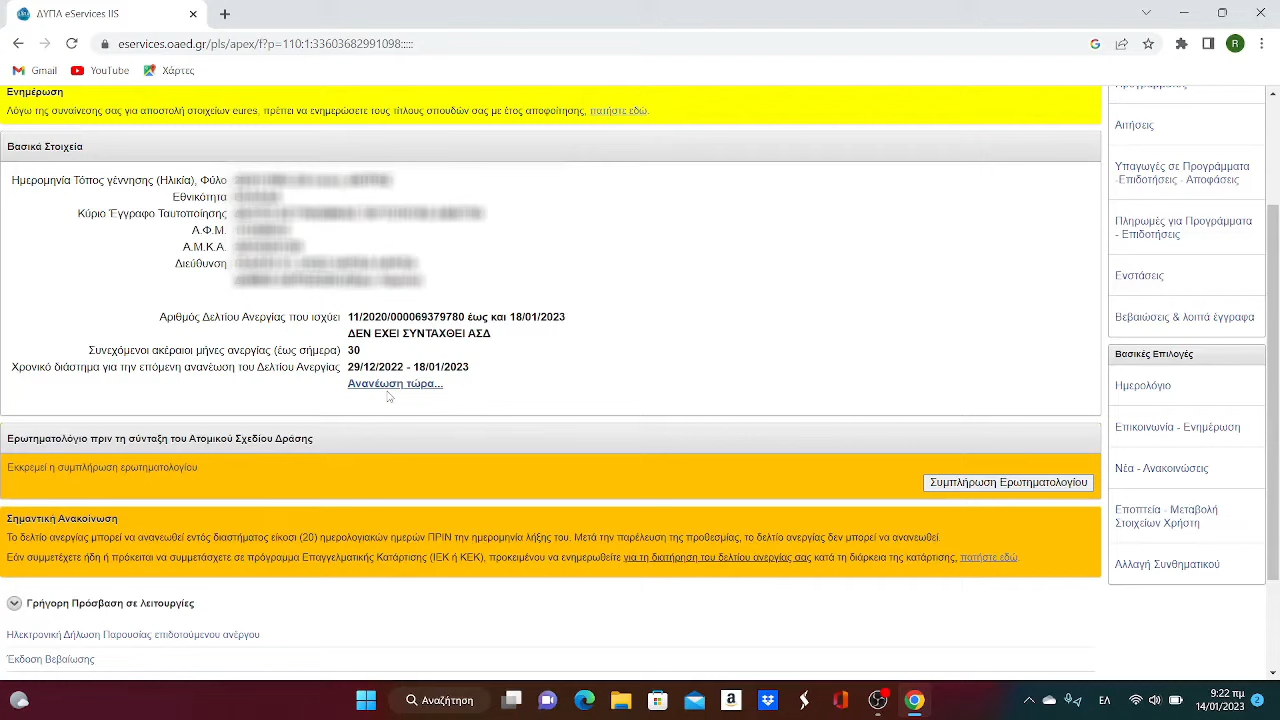 ΔΥΠΑ eServices IIS
eservices.oaed.gr/pls/apex/f?p=110:1:33603682991098:::::
R
Gmail
YouTube
Χάρτες
Ενημέρωση
Λόγω της συναίνεσης σας για αποστολή στοιχείων eures, πρέπει να ενημερώσετε τους τίτλους σπουδών σας με έτος αποφοίτησης, πατήστε εδώ.
Βασικά Στοιχεία
Ημερομηνία Τόπος γέννησης (Ηλικία), Φύλο
Εθνικότητα
Κύριο Έγγραφο Ταυτοποίησης
Α.Φ.Μ.
Α.Μ.Κ.Α.
Διεύθυνση
Αριθμός Δελτίου Ανεργίας που ισχύει 11/2020/000069379780 έως και 18/01/2023
ΔΕΝ ΕΧΕΙ ΣΥΝΤΑΧΘΕΙ ΑΣΔ
Συνεχόμενοι ακέραιοι μήνες ανεργίας (έως σήμερα) 30
Χρονικό διάστημα για την επόμενη ανανέωση του Δελτίου Ανεργίας 29/12/2022 - 18/01/2023
Ανανέωση τώρα...
Ερωτηματολόγιο πριν τη σύνταξη του Ατομικού Σχεδίου Δράσης
Εκκρεμεί η συμπλήρωση ερωτηματολογίου
Συμπλήρωση Ερωτηματολογίου
Σημαντική Ανακοίνωση
Το δελτίο ανεργίας μπορεί να ανανεωθεί εντός διαστήματος είκοσι (20) ημερολογιακών ημερών ΠΡΙΝ την ημερομηνία λήξης του. Μετά την παρέλευση της προθεσμίας, το δελτίο ανεργίας δεν μπορεί να ανανεωθεί.
Εάν συμμετέχετε ήδη ή πρόκειται να συμμετάσχετε σε πρόγραμμα Επαγγελματικής Κατάρτισης (ΙΕΚ ή ΚΕΚ), προκειμένου να ενημερωθείτε για τη διατήρηση του δελτίου ανεργίας σας κατά τη διάρκεια της κατάρτισης, πατήστε εδώ.
Γρήγορη Πρόσβαση σε λειτουργίες
Ηλεκτρονική Δήλωση Παρουσίας επιδοτούμενου ανέργου
Έκδοση Βεβαίωσης
Αιτήσεις
Υπαγωγές σε Προγράμματα
-Επιδοτήσεις - Αποφάσεις
Πληρωμές για Προγράμματα
- Επιδοτήσεις
Ενστάσεις
Βεβαιώσεις & λοιπά έγγραφα
Βασικές Επιλογές
Ημερολόγιο
Επικοινωνία - Ενημέρωση
Νέα - Ανακοινώσεις
Εποπτεία - Μεταβολή
Στοιχείων Χρήστη
Αλλαγή Συνθηματικού
Αναζήτηση
ΕΛ
9:22 πμ
14/01/2023
2